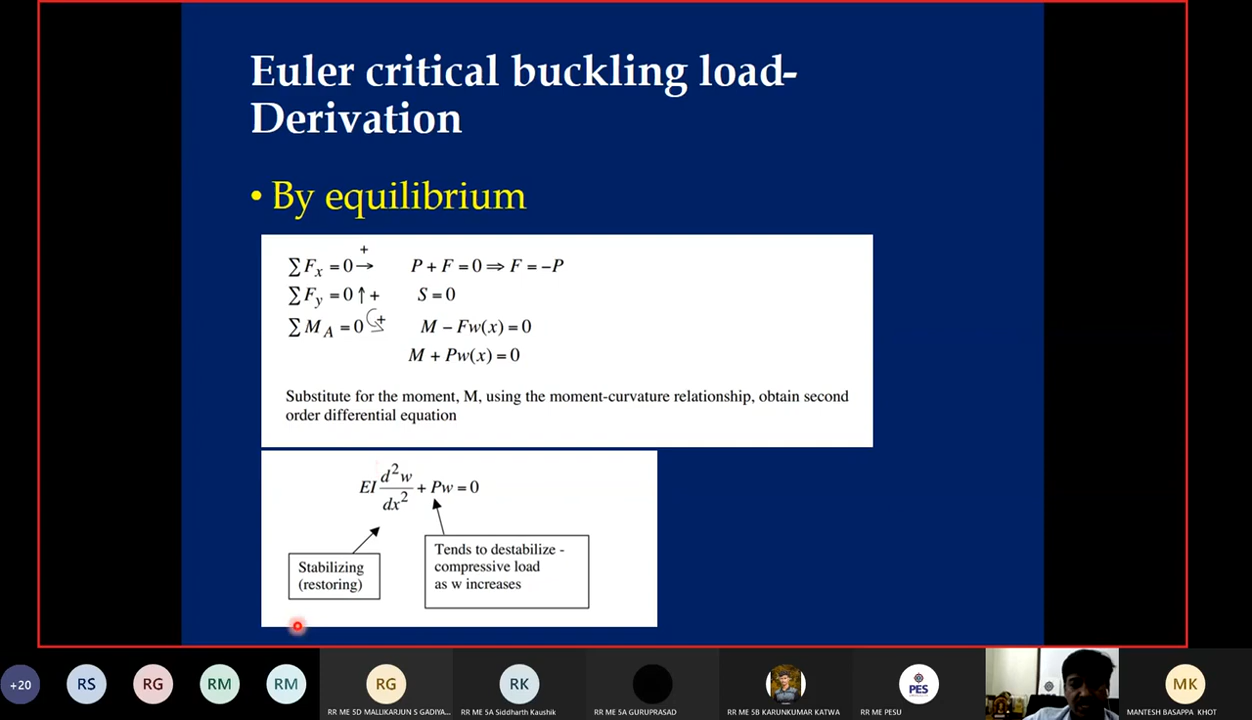 Euler critical buckling load-
Derivation
• By equilibrium
+
∑ F_x = 0 → P + F = 0 ⇒ F = −P
∑ F_y = 0 ↑ + S = 0
∑ M_A = 0 + M − Fw(x) = 0
M + Pw(x) = 0
Substitute for the moment, M, using the moment-curvature relationship, obtain second
order differential equation
EI d²w/dx² + Pw = 0
Stabilizing
(restoring)
Tends to destabilize -
compressive load
as w increases
+20
RS
RG
RM
RM
RG
RK
PES
MK
RR ME 5D MALLIKARJUN S GADIYA...
RR ME 5A Siddharth Kaushik
RR ME 5A GURUPRASAD
RR ME 5B KARUNKUMAR KATWA
RR ME PESU
MANTESH BASAPPA KHOT